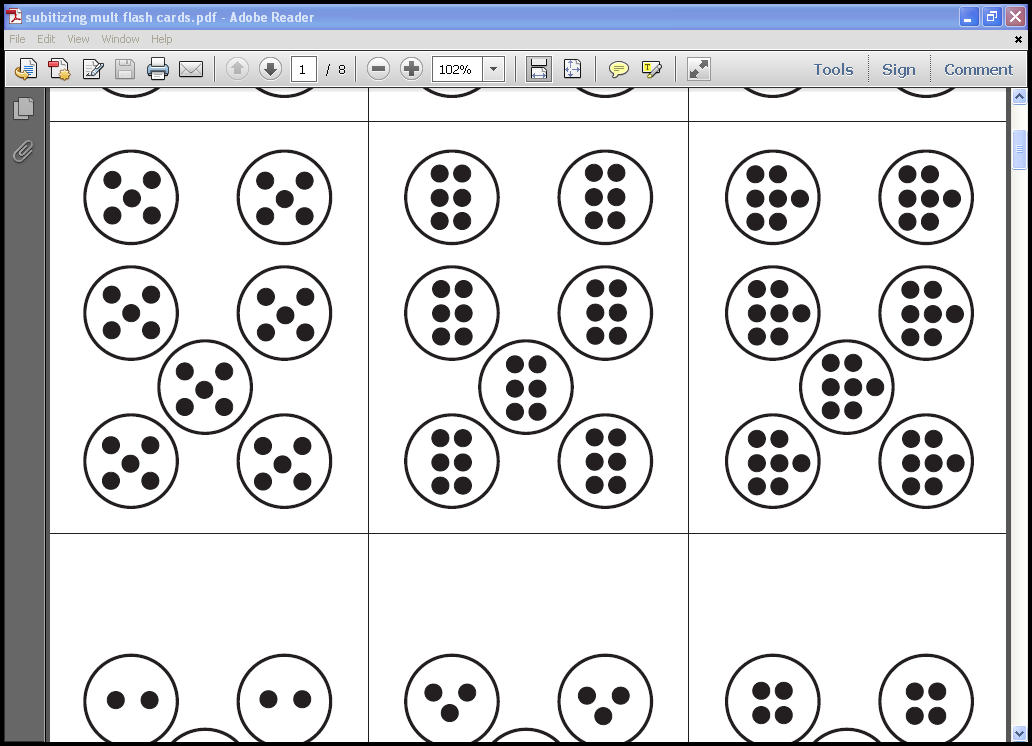 subitizing mult flash cards.pdf - Adobe Reader
File Edit View Window Help
1 / 8 102% Tools Sign Comment